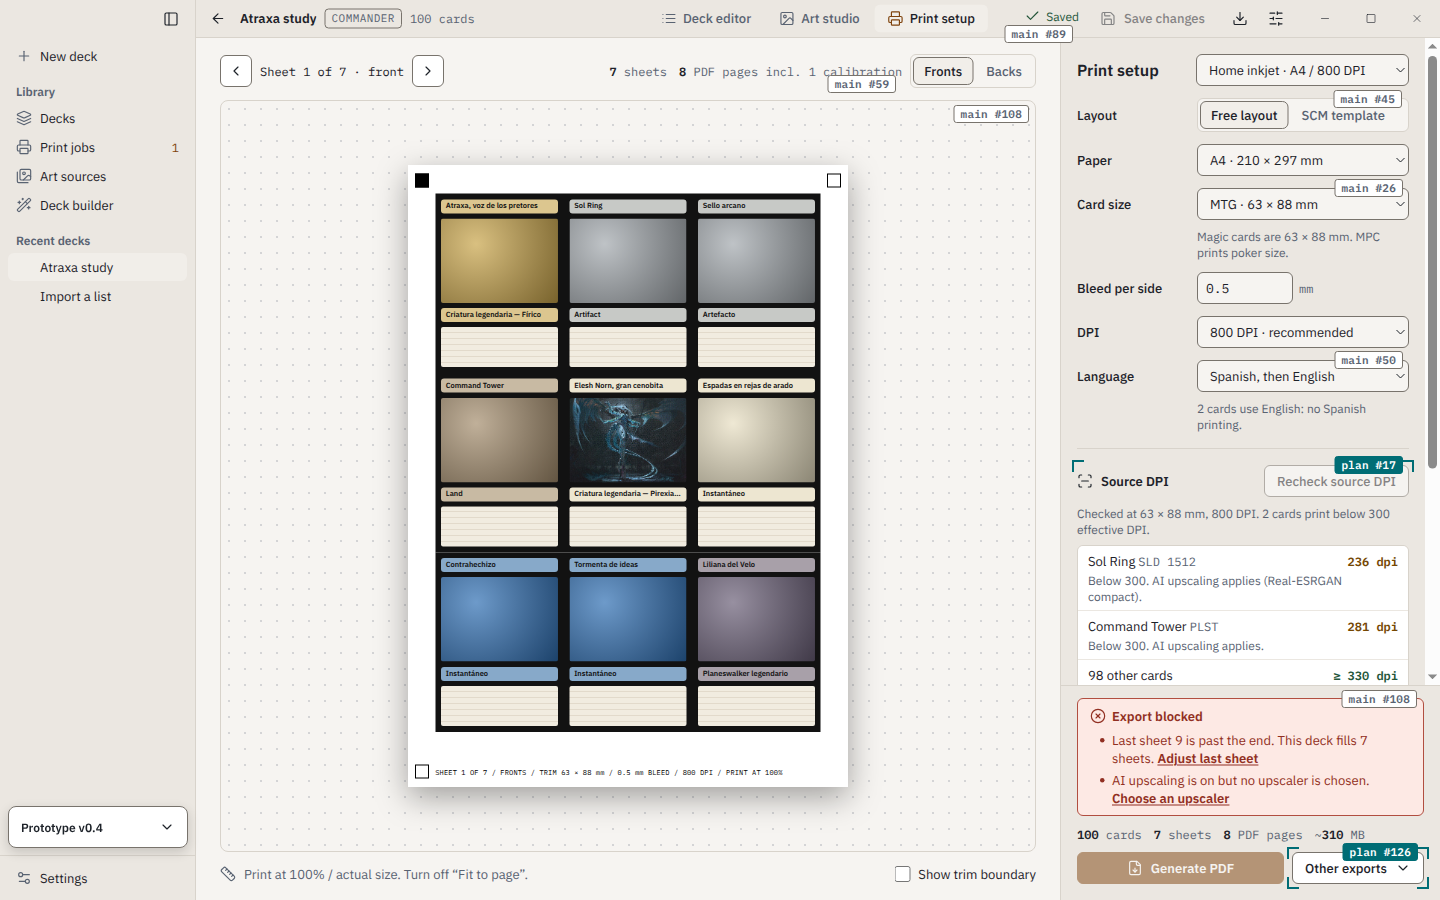 Atraxa study COMMANDER 100 cards
Deck editor
Art studio
Print setup
Saved
main #89
Save changes
New deck
Library
Decks
Print jobs 1
Art sources
Deck builder
Recent decks
Atraxa study
Import a list
Prototype v0.4
Settings
Sheet 1 of 7 · front
7 sheets 8 PDF pages incl. 1 calibration
main #59
Fronts
Backs
main #108
Atraxa, voz de los pretores
Sol Ring
Sello arcano
Criatura legendaria — Fírico
Artifact
Artefacto
Command Tower
Elesh Norn, gran cenobita
Espadas en rejas de arado
Land
Criatura legendaria — Pirexia...
Instantáneo
Contrahechizo
Tormenta de ideas
Liliana del Velo
Instantáneo
Instantáneo
Planeswalker legendario
SHEET 1 OF 7 / FRONTS / TRIM 63 × 88 mm / 0.5 mm BLEED / 800 DPI / PRINT AT 100%
Print at 100% / actual size. Turn off “Fit to page”.
Show trim boundary
Print setup
Home inkjet · A4 / 800 DPI
main #45
Layout
Free layout
SCM template
Paper
A4 · 210 × 297 mm
main #26
Card size
MTG · 63 × 88 mm
Magic cards are 63 × 88 mm. MPC
prints poker size.
Bleed per side
0.5 mm
DPI
800 DPI · recommended
main #50
Language
Spanish, then English
2 cards use English: no Spanish
printing.
plan #17
Source DPI
Recheck source DPI
Checked at 63 × 88 mm, 800 DPI. 2 cards print below 300
effective DPI.
Sol Ring SLD 1512 236 dpi
Below 300. AI upscaling applies (Real-ESRGAN
compact).
Command Tower PLST 281 dpi
Below 300. AI upscaling applies.
98 other cards ≥ 330 dpi
main #108
Export blocked
• Last sheet 9 is past the end. This deck fills 7
sheets. Adjust last sheet
• AI upscaling is on but no upscaler is chosen.
Choose an upscaler
100 cards 7 sheets 8 PDF pages ~310 MB
plan #126
Generate PDF
Other exports